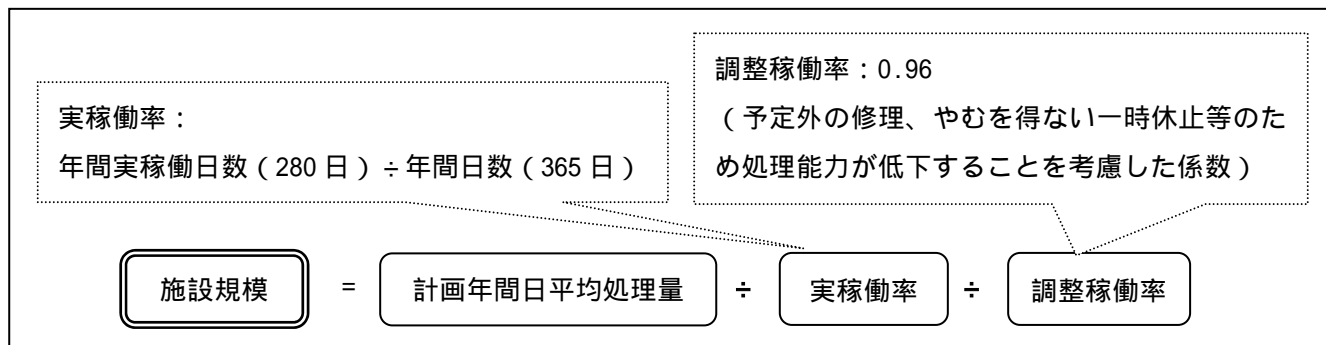 実稼働率：
年間実稼働日数（280 日）÷年間日数（365 日）
調整稼働率：0.96
（予定外の修理、やむを得ない一時休止等のた
め処理能力が低下することを考慮した係数）
施設規模 = 計画年間日平均処理量 ÷ 実稼働率 ÷ 調整稼働率